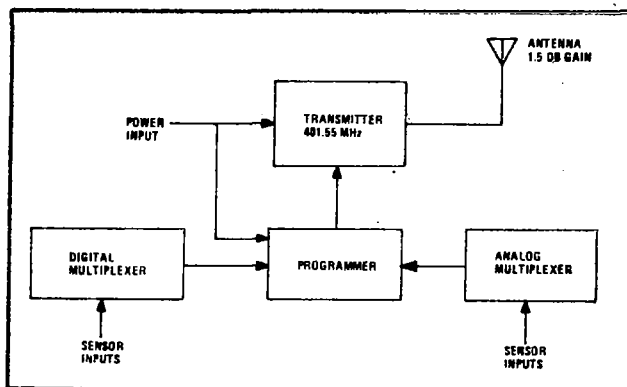 ANTENNA
1.5 DB GAIN
POWER
INPUT
TRANSMITTER
401.55 MHz
DIGITAL
MULTIPLEXER
PROGRAMMER
ANALOG
MULTIPLEXER
SENSOR
INPUTS
SENSOR
INPUTS